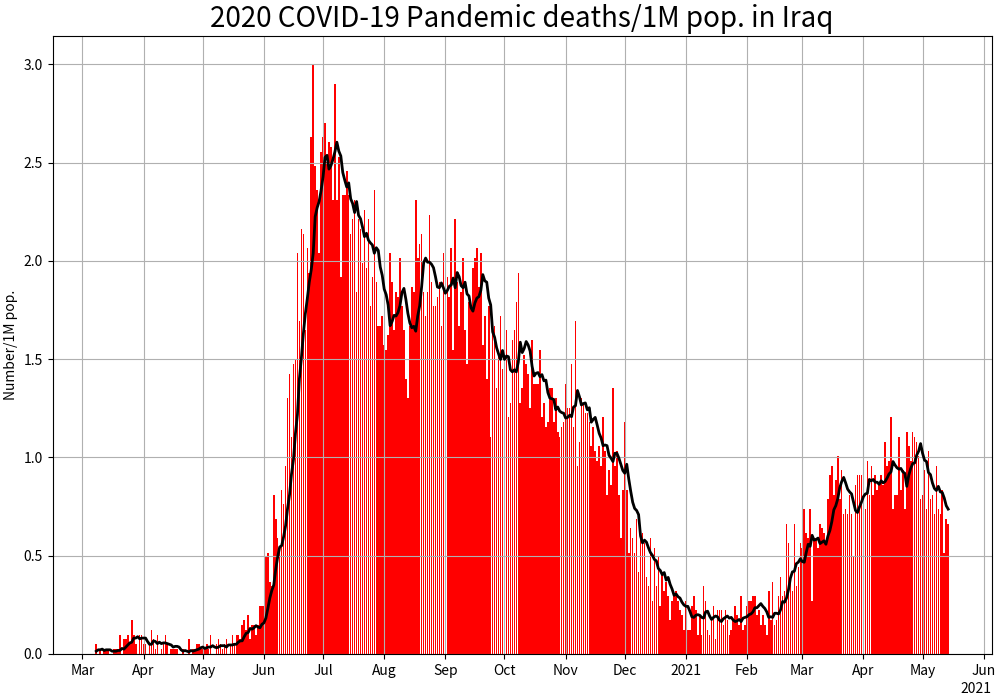 2020 COVID-19 Pandemic deaths/1M pop. in Iraq
Number/1M pop.
3.0
2.5
2.0
1.5
1.0
0.5
0.0
Mar Apr May Jun Jul Aug Sep Oct Nov Dec 2021 Feb Mar Apr May Jun
2021